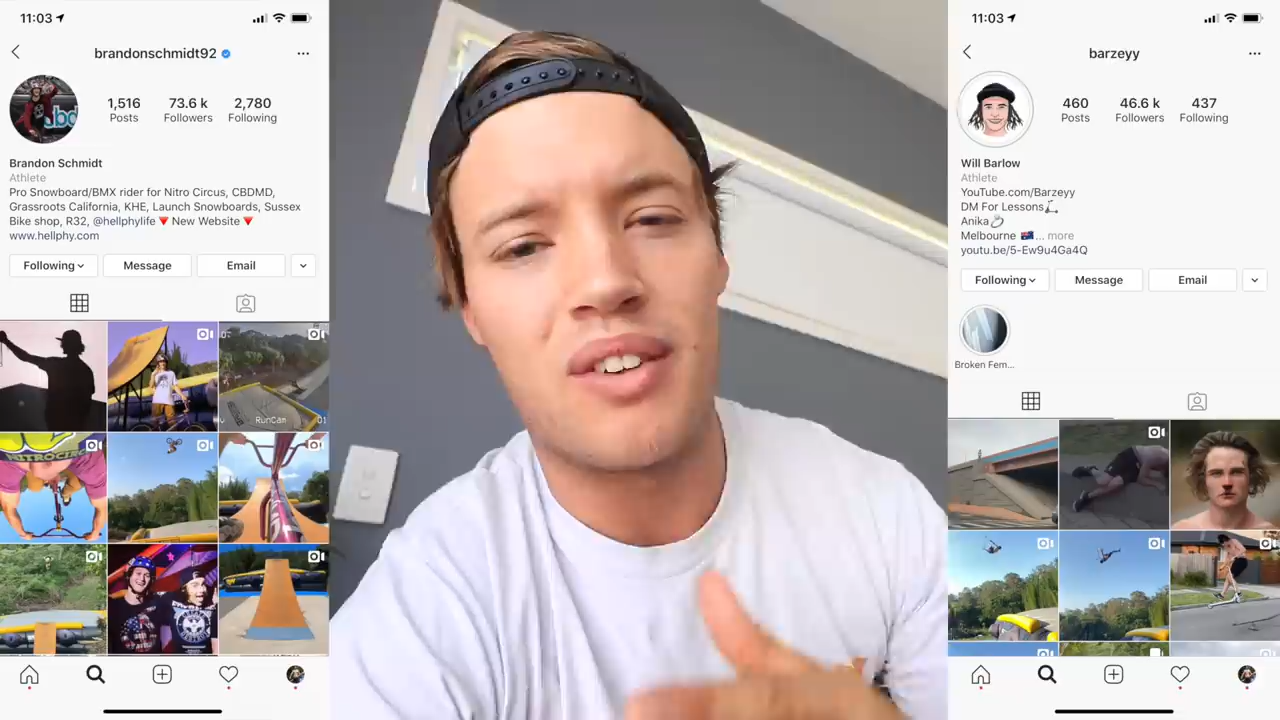 11:03
brandonschmidt92
1,516
Posts
73.6 k
Followers
2,780
Following
Brandon Schmidt
Athlete
Pro Snowboard/BMX rider for Nitro Circus, CBDMD,
Grassroots California, KHE, Launch Snowboards, Sussex
Bike shop, R32, @hellphylife 🔻 New Website 🔻
www.hellphy.com
Following
Message
Email
RunCam
01
11:03
barzeyy
460
Posts
46.6 k
Followers
437
Following
Will Barlow
Athlete
YouTube.com/Barzeyy
DM For Lessons🛴
Anika💍
Melbourne 🇦🇺... more
youtu.be/5-Ew9u4Ga4Q
Following
Message
Email
Broken Fem...